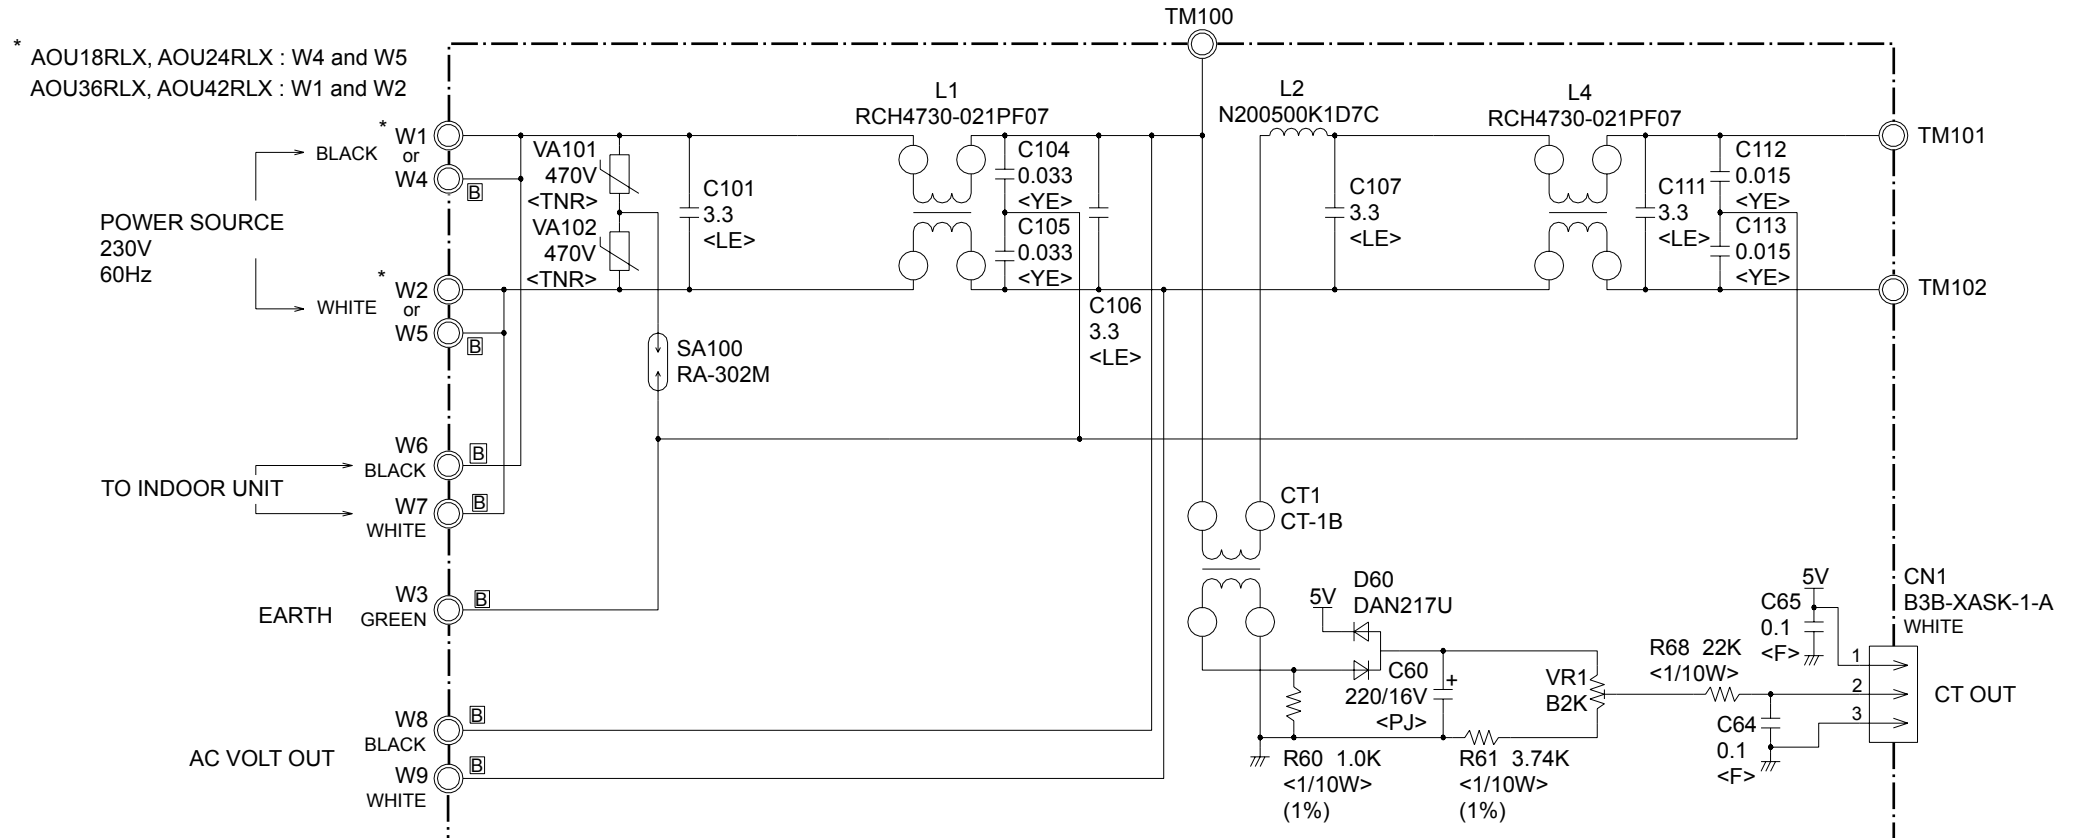 TM100
*
AOU18RLX, AOU24RLX : W4 and W5
AOU36RLX, AOU42RLX : W1 and W2
L1
RCH4730-021PF07
L2
N200500K1D7C
L4
RCH4730-021PF07
*
W1
or
W4
BLACK
B
VA101
470V
<TNR>
VA102
470V
<TNR>
C101
3.3
<LE>
C104
0.033
<YE>
C105
0.033
<YE>
C106
3.3
<LE>
C107
3.3
<LE>
C111
3.3
<LE>
C112
0.015
<YE>
C113
0.015
<YE>
TM101
TM102
POWER SOURCE
230V
60Hz
*
WHITE
W2
or
W5
B
SA100
RA-302M
TO INDOOR UNIT
W6
BLACK
B
W7
WHITE
B
EARTH
W3
GREEN
B
AC VOLT OUT
W8
BLACK
B
W9
WHITE
B
CT1
CT-1B
D60
DAN217U
5V
C60
220/16V
<PJ>
+
R60 1.0K
<1/10W>
(1%)
R61 3.74K
<1/10W>
(1%)
VR1
B2K
R68 22K
<1/10W>
5V
C65
0.1
<F>
C64
0.1
<F>
CN1
B3B-XASK-1-A
WHITE
1
2
3
CT OUT